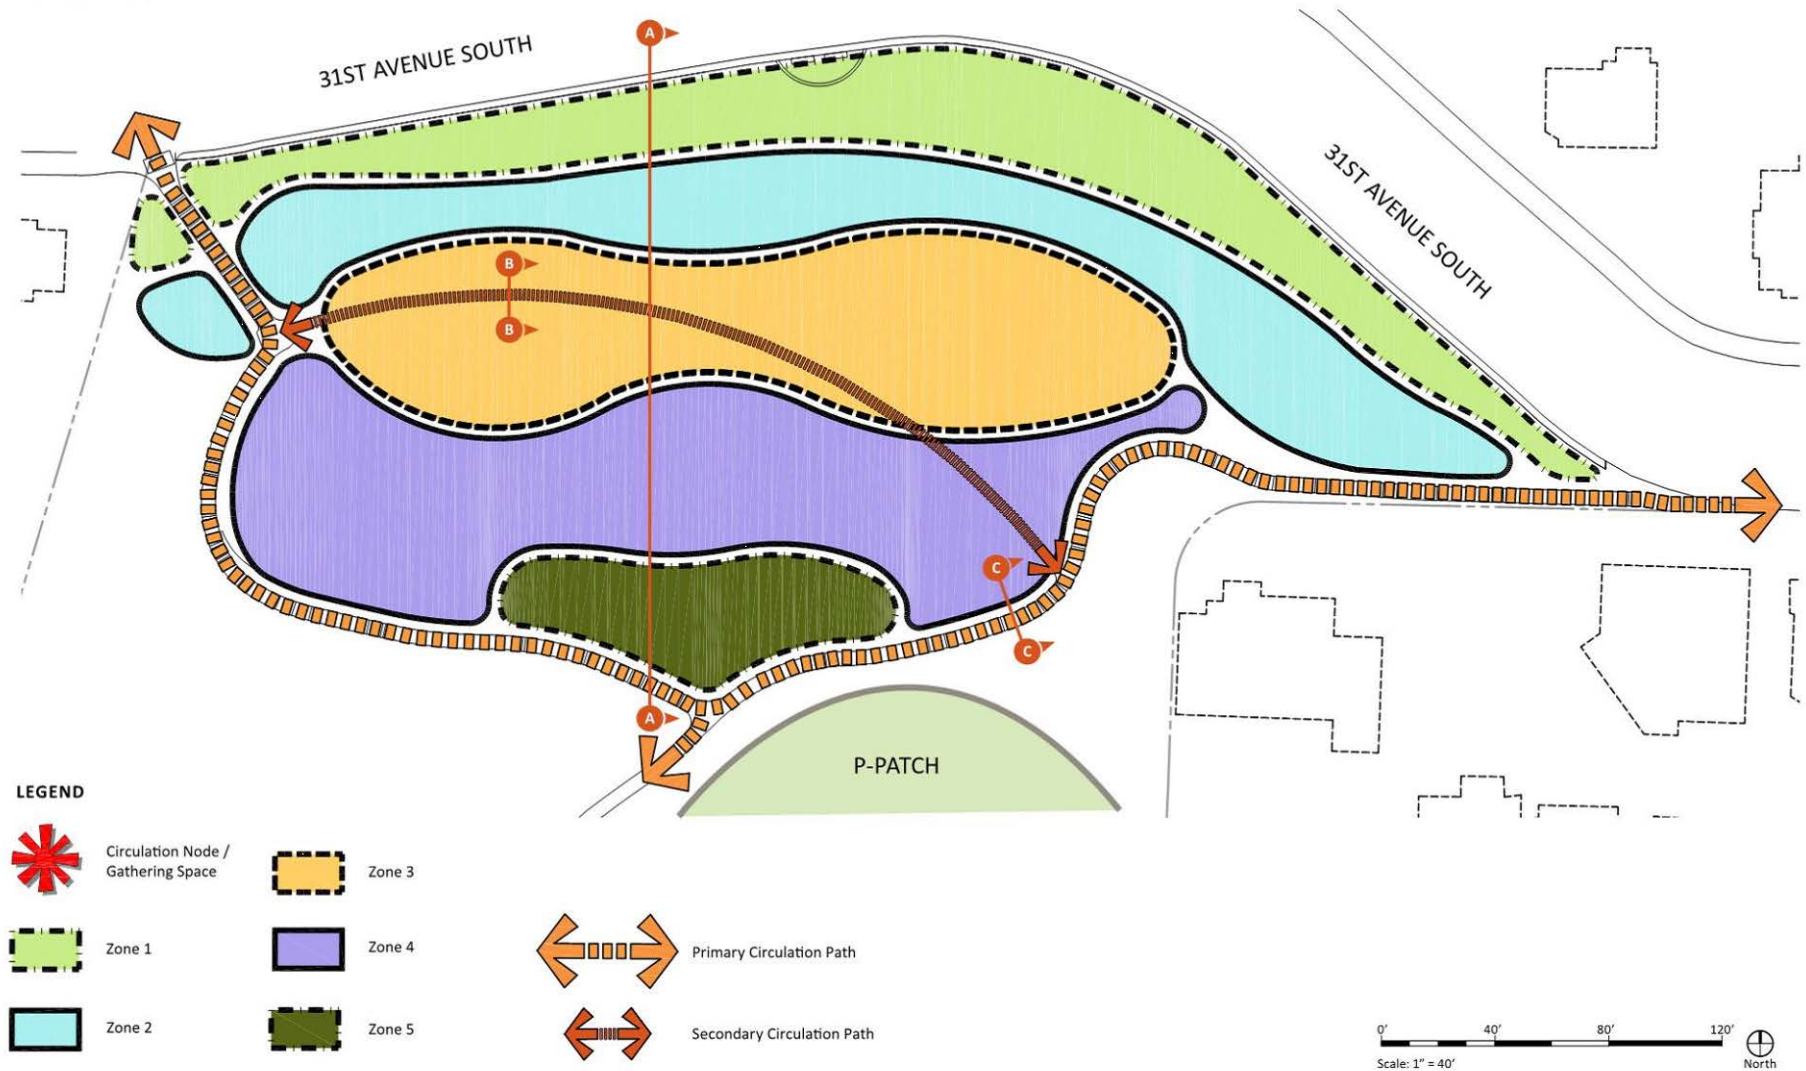 31ST AVENUE SOUTH
A
31ST AVENUE SOUTH
B
B
C
C
A
P-PATCH
LEGEND
Circulation Node /
Gathering Space
Zone 1
Zone 2
Zone 3
Zone 4
Zone 5
Primary Circulation Path
Secondary Circulation Path
0' 40' 80' 120'
Scale: 1" = 40'
North